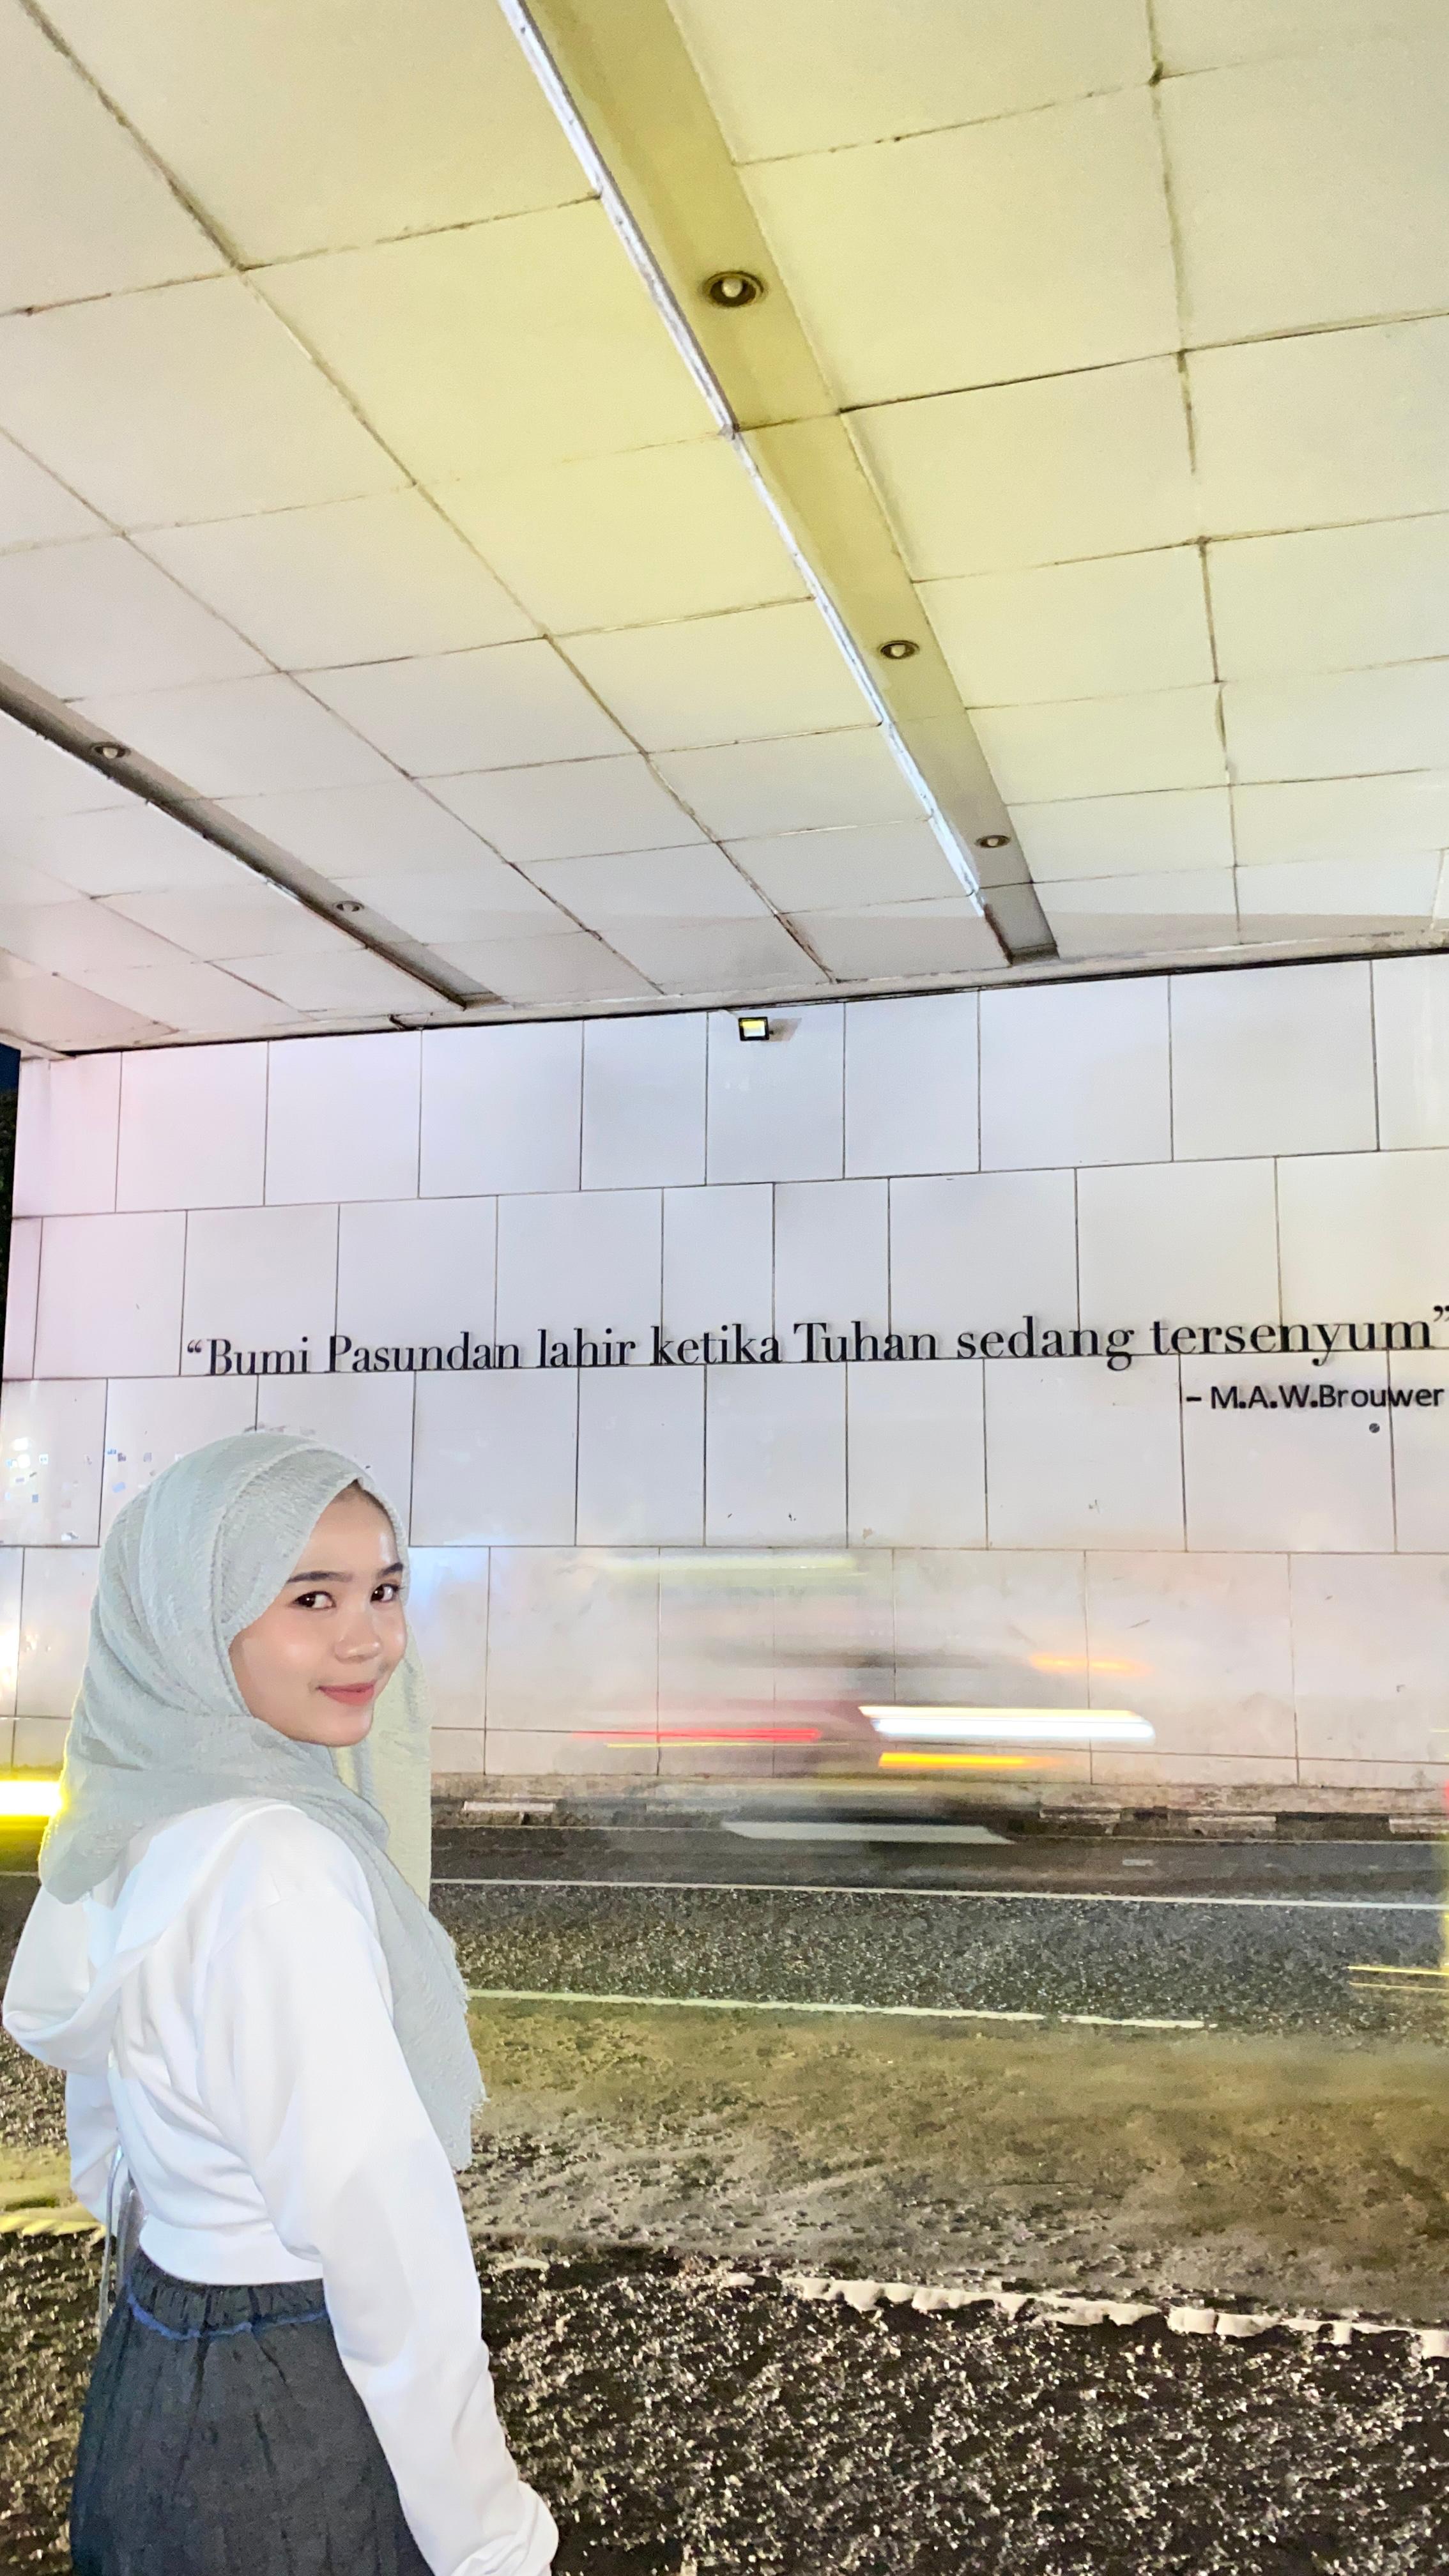 “Bumi Pasundan lahir ketika Tuhan sedang tersenyum”
– M.A.W.Brouwer